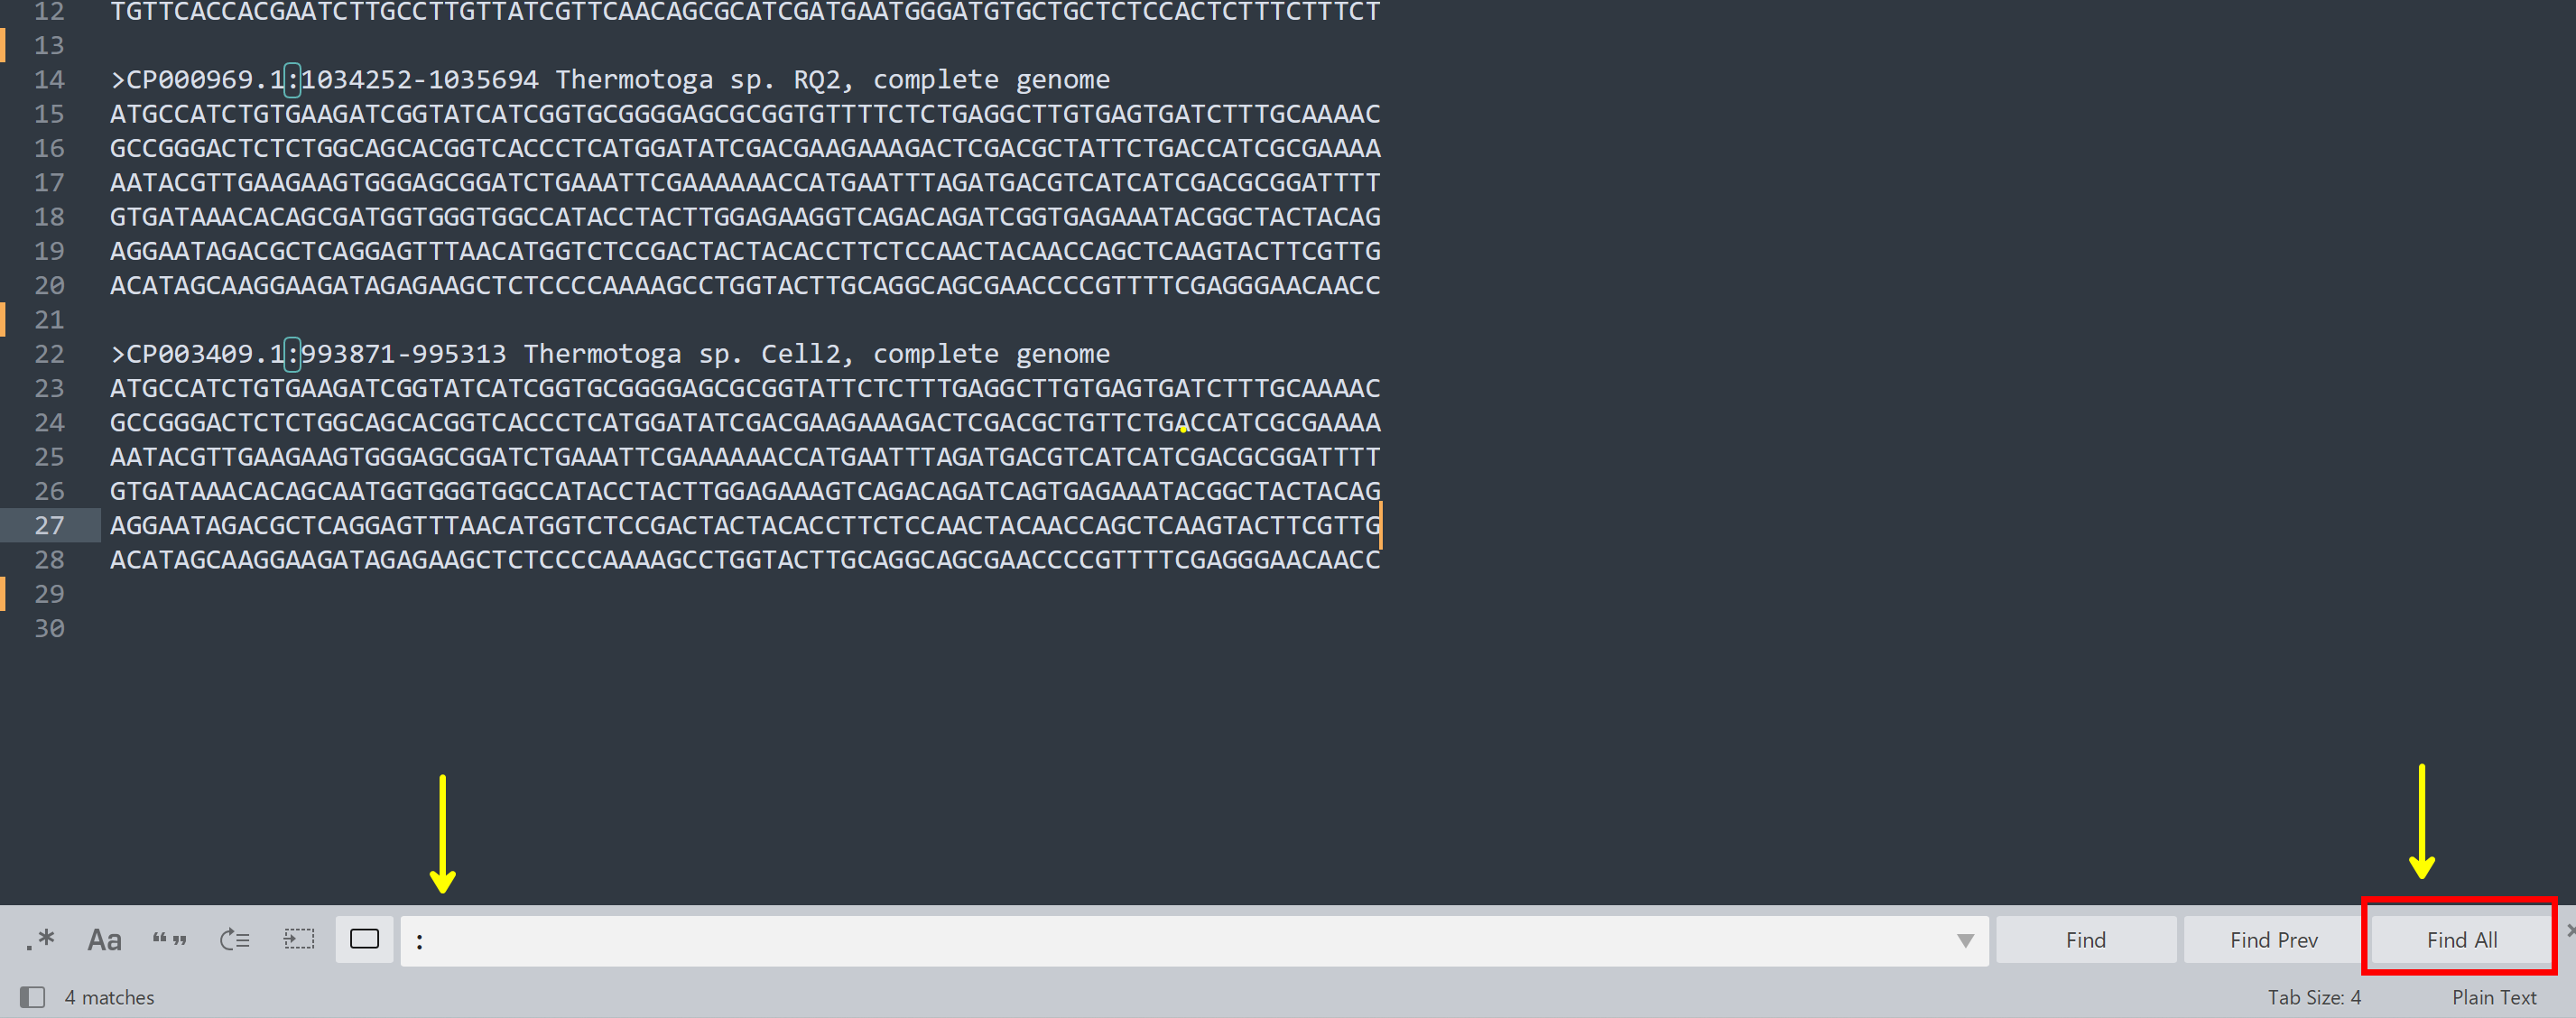 12 TGTTCACCACGAATCTTGCCTTGTTATCGTTCAACAGCGCATCGATGAATGGGATGTGCTGCTCTCCACTCTTTCTTTCT
13
14 >CP000969.1:1034252-1035694 Thermotoga sp. RQ2, complete genome
15 ATGCCATCTGTGAAGATCGGTATCATCGGTGCGGGGAGCGCGGTGTTTTCTCTGAGGCTTGTGAGTGATCTTTGCAAAAC
16 GCCGGGACTCTCTGGCAGCACGGTCACCCTCATGGATATCGACGAAGAAAGACTCGACGCTATTCTGACCATCGCGAAAA
17 AATACGTTGAAGAAGTGGGAGCGGATCTGAAATTCGAAAAAACCATGAATTTAGATGACGTCATCATCGACGCGGATTTT
18 GTGATAAACACAGCGATGGTGGGTGGCCATACCTACTTGGAGAAGGTCAGACAGATCGGTGAGAAATACGGCTACTACAG
19 AGGAATAGACGCTCAGGAGTTTAACATGGTCTCCGACTACTACACCTTCTCCAACTACAACCAGCTCAAGTACTTCGTTG
20 ACATAGCAAGGAAGATAGAGAAGCTCTCCCCAAAAGCCTGGTACTTGCAGGCAGCGAACCCCGTTTTCGAGGGAACAACC
21
22 >CP003409.1:993871-995313 Thermotoga sp. Cell2, complete genome
23 ATGCCATCTGTGAAGATCGGTATCATCGGTGCGGGGAGCGCGGTATTCTCTTTGAGGCTTGTGAGTGATCTTTGCAAAAC
24 GCCGGGACTCTCTGGCAGCACGGTCACCCTCATGGATATCGACGAAGAAAGACTCGACGCTGTTCTGACCATCGCGAAAA
25 AATACGTTGAAGAAGTGGGAGCGGATCTGAAATTCGAAAAAACCATGAATTTAGATGACGTCATCATCGACGCGGATTTT
26 GTGATAAACACAGCAATGGTGGGTGGCCATACCTACTTGGAGAAAGTCAGACAGATCAGTGAGAAATACGGCTACTACAG
27 AGGAATAGACGCTCAGGAGTTTAACATGGTCTCCGACTACTACACCTTCTCCAACTACAACCAGCTCAAGTACTTCGTTG
28 ACATAGCAAGGAAGATAGAGAAGCTCTCCCCAAAAGCCTGGTACTTGCAGGCAGCGAACCCCGTTTTCGAGGGAACAACC
29
30
.* Aa “” : Find Find Prev Find All
4 matches Tab Size: 4 Plain Text